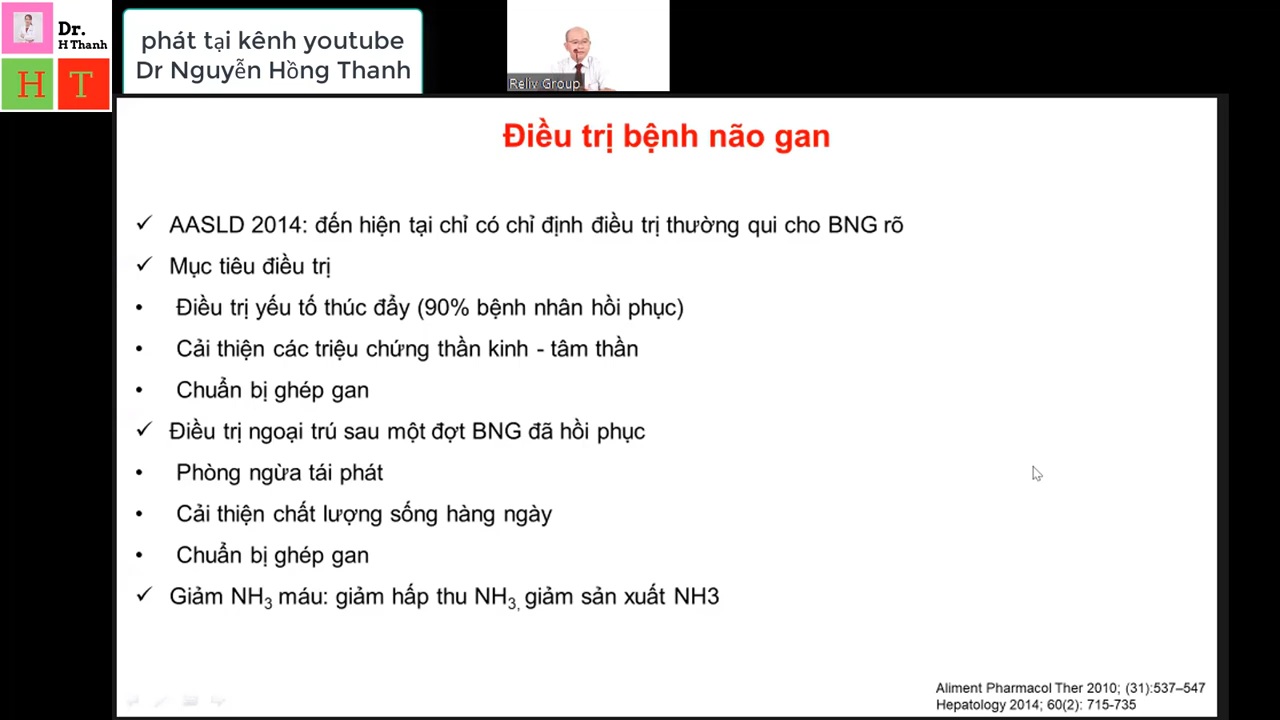 Dr.
H Thanh
H T
phát tại kênh youtube
Dr Nguyễn Hồng Thanh
Reliv Group
Điều trị bệnh não gan
✓ AASLD 2014: đến hiện tại chỉ có chỉ định điều trị thường qui cho BNG rõ
✓ Mục tiêu điều trị
• Điều trị yếu tố thúc đẩy (90% bệnh nhân hồi phục)
• Cải thiện các triệu chứng thần kinh - tâm thần
• Chuẩn bị ghép gan
✓ Điều trị ngoại trú sau một đợt BNG đã hồi phục
• Phòng ngừa tái phát
• Cải thiện chất lượng sống hàng ngày
• Chuẩn bị ghép gan
✓ Giảm NH₃ máu: giảm hấp thu NH₃, giảm sản xuất NH3
Aliment Pharmacol Ther 2010; (31):537–547
Hepatology 2014; 60(2): 715-735